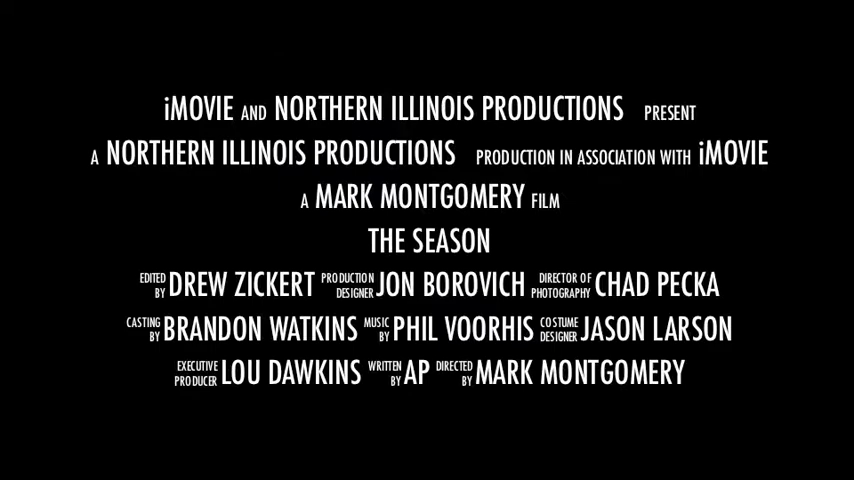 iMOVIE AND NORTHERN ILLINOIS PRODUCTIONS PRESENT
A NORTHERN ILLINOIS PRODUCTIONS PRODUCTION IN ASSOCIATION WITH iMOVIE
A MARK MONTGOMERY FILM
THE SEASON
EDITED BY DREW ZICKERT PRODUCTION DESIGNER JON BOROVICH DIRECTOR OF PHOTOGRAPHY CHAD PECKA
CASTING BY BRANDON WATKINS MUSIC BY PHIL VOORHIS COSTUME DESIGNER JASON LARSON
EXECUTIVE PRODUCER LOU DAWKINS WRITTEN BY AP DIRECTED BY MARK MONTGOMERY